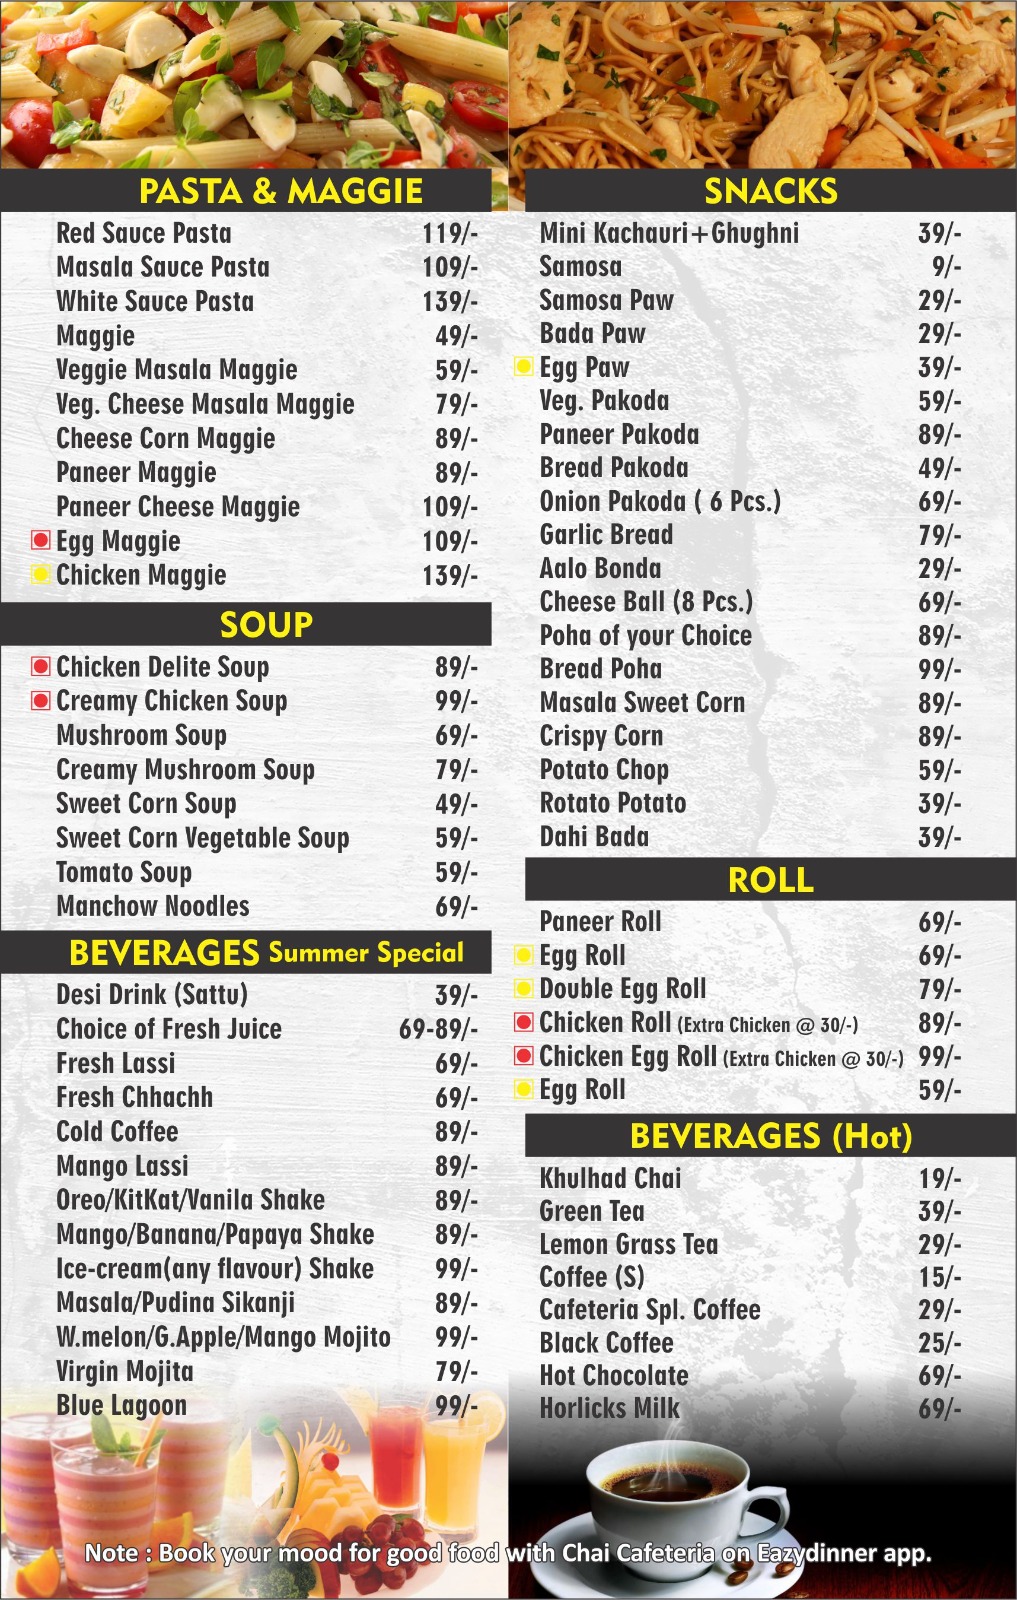 PASTA & MAGGIE
Red Sauce Pasta 119/-
Masala Sauce Pasta 109/-
White Sauce Pasta 139/-
Maggie 49/-
Veggie Masala Maggie 59/-
Veg. Cheese Masala Maggie 79/-
Cheese Corn Maggie 89/-
Paneer Maggie 89/-
Paneer Cheese Maggie 109/-
Egg Maggie 109/-
Chicken Maggie 139/-
SOUP
Chicken Delite Soup 89/-
Creamy Chicken Soup 99/-
Mushroom Soup 69/-
Creamy Mushroom Soup 79/-
Sweet Corn Soup 49/-
Sweet Corn Vegetable Soup 59/-
Tomato Soup 59/-
Manchow Noodles 69/-
BEVERAGES Summer Special
Desi Drink (Sattu) 39/-
Choice of Fresh Juice 69-89/-
Fresh Lassi 69/-
Fresh Chhachh 69/-
Cold Coffee 89/-
Mango Lassi 89/-
Oreo/KitKat/Vanila Shake 89/-
Mango/Banana/Papaya Shake 89/-
Ice-cream(any flavour) Shake 99/-
Masala/Pudina Sikanji 89/-
W.melon/G.Apple/Mango Mojito 99/-
Virgin Mojita 79/-
Blue Lagoon 99/-
SNACKS
Mini Kachauri+Ghughni 39/-
Samosa 9/-
Samosa Paw 29/-
Bada Paw 29/-
Egg Paw 39/-
Veg. Pakoda 59/-
Paneer Pakoda 89/-
Bread Pakoda 49/-
Onion Pakoda ( 6 Pcs.) 69/-
Garlic Bread 79/-
Aalo Bonda 29/-
Cheese Ball (8 Pcs.) 69/-
Poha of your Choice 89/-
Bread Poha 99/-
Masala Sweet Corn 89/-
Crispy Corn 89/-
Potato Chop 59/-
Rotato Potato 39/-
Dahi Bada 39/-
ROLL
Paneer Roll 69/-
Egg Roll 69/-
Double Egg Roll 79/-
Chicken Roll (Extra Chicken @ 30/-) 89/-
Chicken Egg Roll (Extra Chicken @ 30/-) 99/-
Egg Roll 59/-
BEVERAGES (Hot)
Khulhad Chai 19/-
Green Tea 39/-
Lemon Grass Tea 29/-
Coffee (S) 15/-
Cafeteria Spl. Coffee 29/-
Black Coffee 25/-
Hot Chocolate 69/-
Horlicks Milk 69/-
Note : Book your mood for good food with Chai Cafeteria on Eazydinner app.